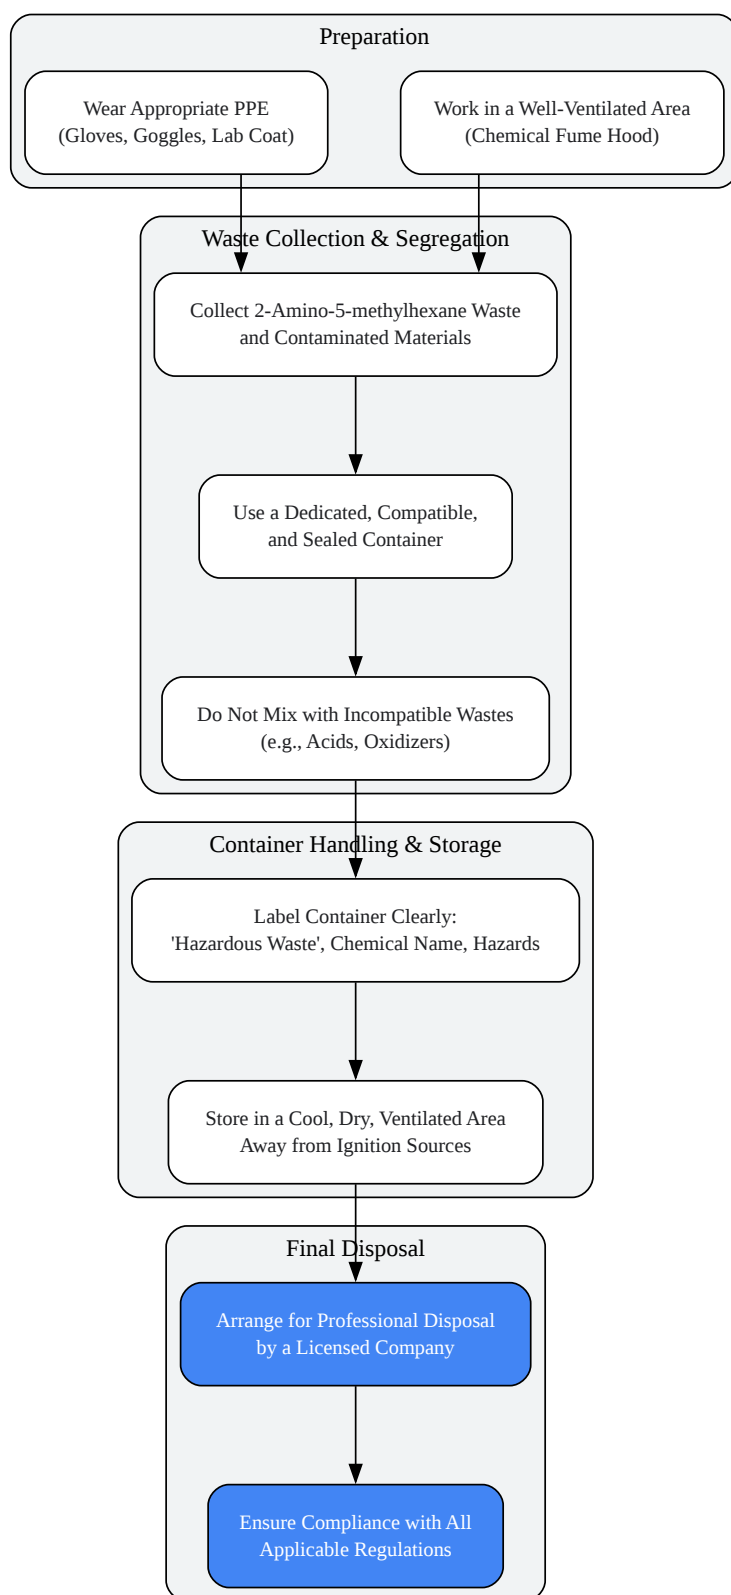 Preparation
Wear Appropriate PPE
(Gloves, Goggles, Lab Coat)
Work in a Well-Ventilated Area
(Chemical Fume Hood)
Waste Collection & Segregation
Collect 2-Amino-5-methylhexane Waste
and Contaminated Materials
Use a Dedicated, Compatible,
and Sealed Container
Do Not Mix with Incompatible Wastes
(e.g., Acids, Oxidizers)
Container Handling & Storage
Label Container Clearly:
'Hazardous Waste', Chemical Name, Hazards
Store in a Cool, Dry, Ventilated Area
Away from Ignition Sources
Final Disposal
Arrange for Professional Disposal
by a Licensed Company
Ensure Compliance with All
Applicable Regulations